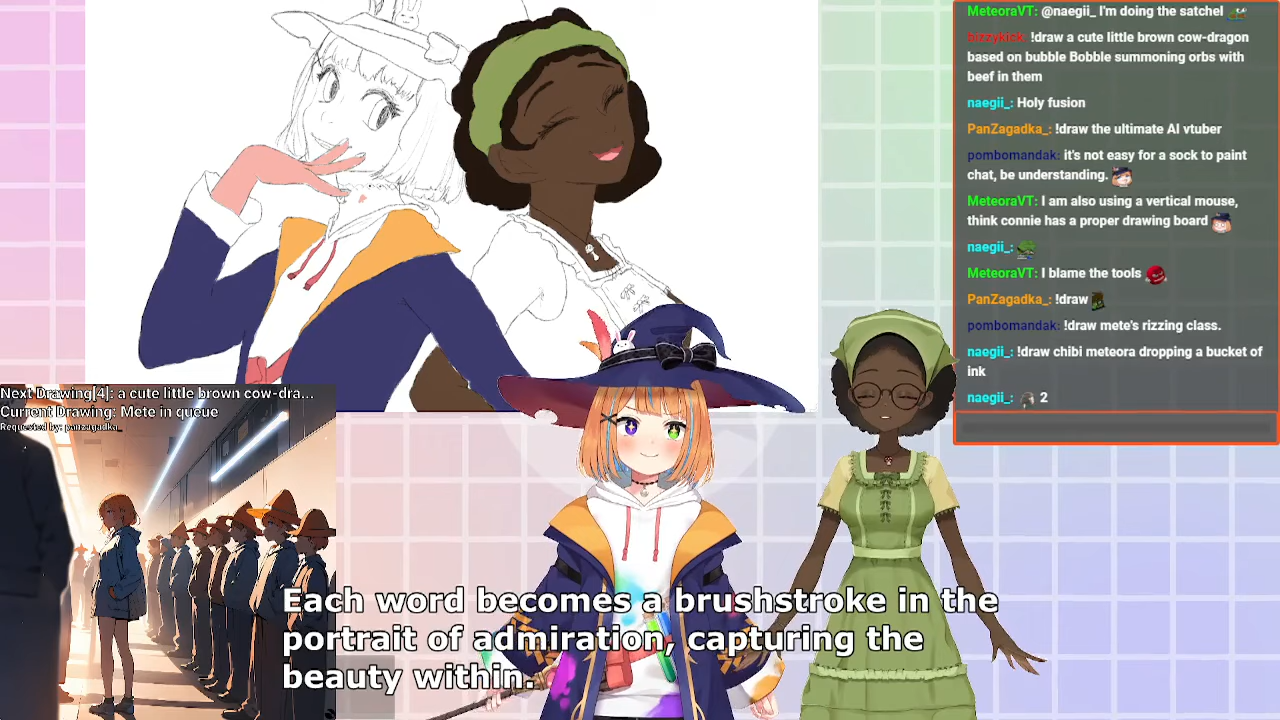 MeteoraVT: @naegii_ I'm doing the satchel
bizzykick: !draw a cute little brown cow-dragon
based on bubble Bobble summoning orbs with
beef in them
naegii_: Holy fusion
PanZagadka_: !draw the ultimate AI vtuber
pombomandak: it's not easy for a sock to paint
chat, be understanding.
MeteoraVT: I am also using a vertical mouse,
think connie has a proper drawing board
naegii_:
MeteoraVT: I blame the tools
PanZagadka_: !draw
pombomandak: !draw mete's rizzing class.
naegii_: !draw chibi meteora dropping a bucket of
ink
naegii_: 2
Next Drawing[4]: a cute little brown cow-dra...
Current Drawing: Mete in queue
Requested by: panzagadka_
Each word becomes a brushstroke in the
portrait of admiration, capturing the
beauty within.